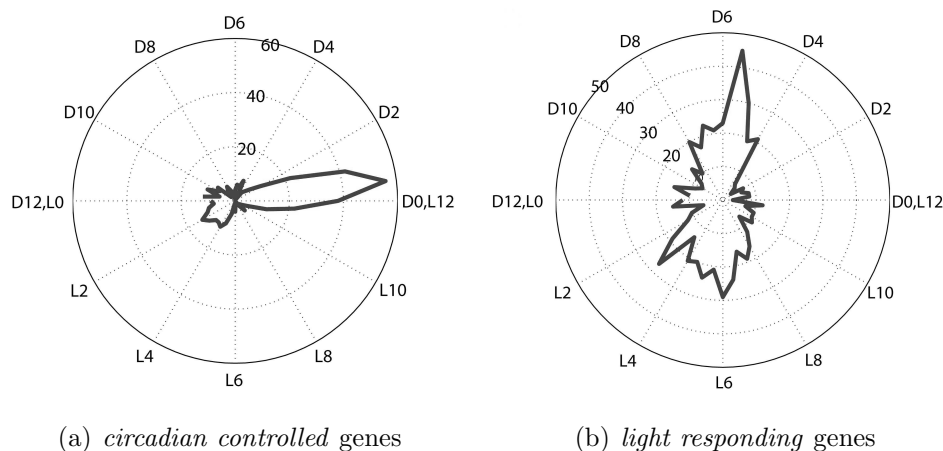 D6
60
D8
D4
40
D10
D2
20
D12,L0
D0,L12
L2
L10
L4
L8
L6
(a) circadian controlled genes
D6
D8
D4
50
D10
40
D2
30
20
D12,L0
D0,L12
L2
L10
L4
L8
L6
(b) light responding genes